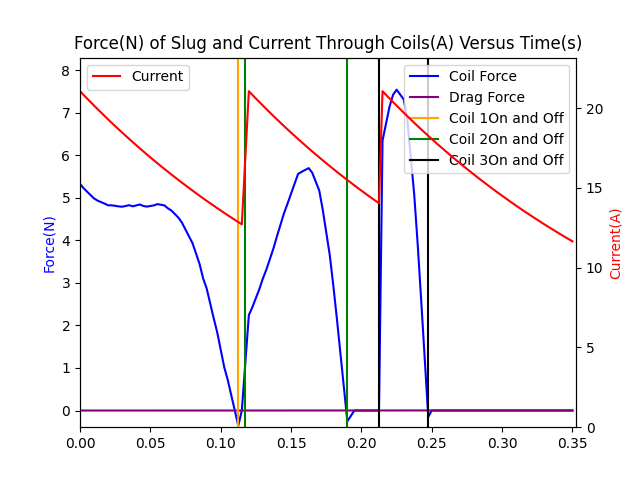 Force(N) of Slug and Current Through Coils(A) Versus Time(s)
Current
Coil Force
Drag Force
Coil 1On and Off
Coil 2On and Off
Coil 3On and Off
Force(N)
8
7
6
5
4
3
2
1
0
Current(A)
20
15
10
5
0
0.00 0.05 0.10 0.15 0.20 0.25 0.30 0.35